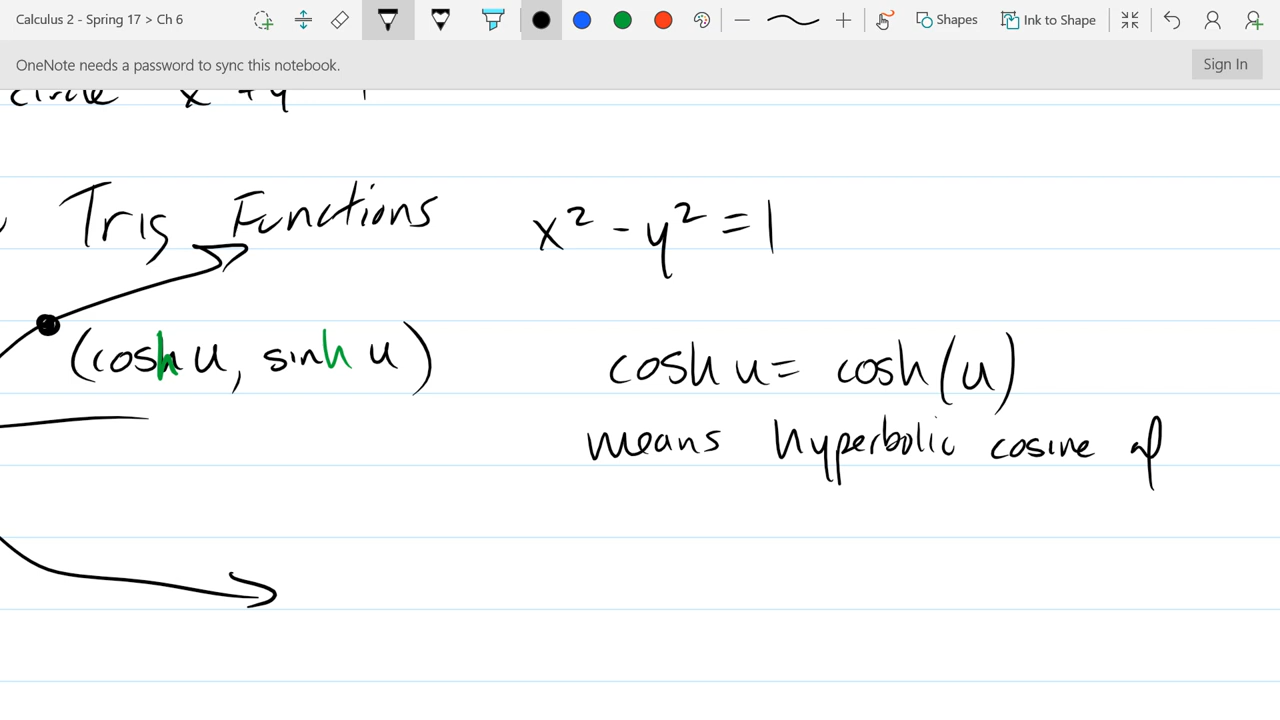 Calculus 2 - Spring 17 > Ch 6
Shapes
Ink to Shape
OneNote needs a password to sync this notebook.
Sign In
circle x + y
Trig Functions x² - y² = 1
(cosh u, sinh u) cosh u = cosh(u)
means hyperbolic cosine of